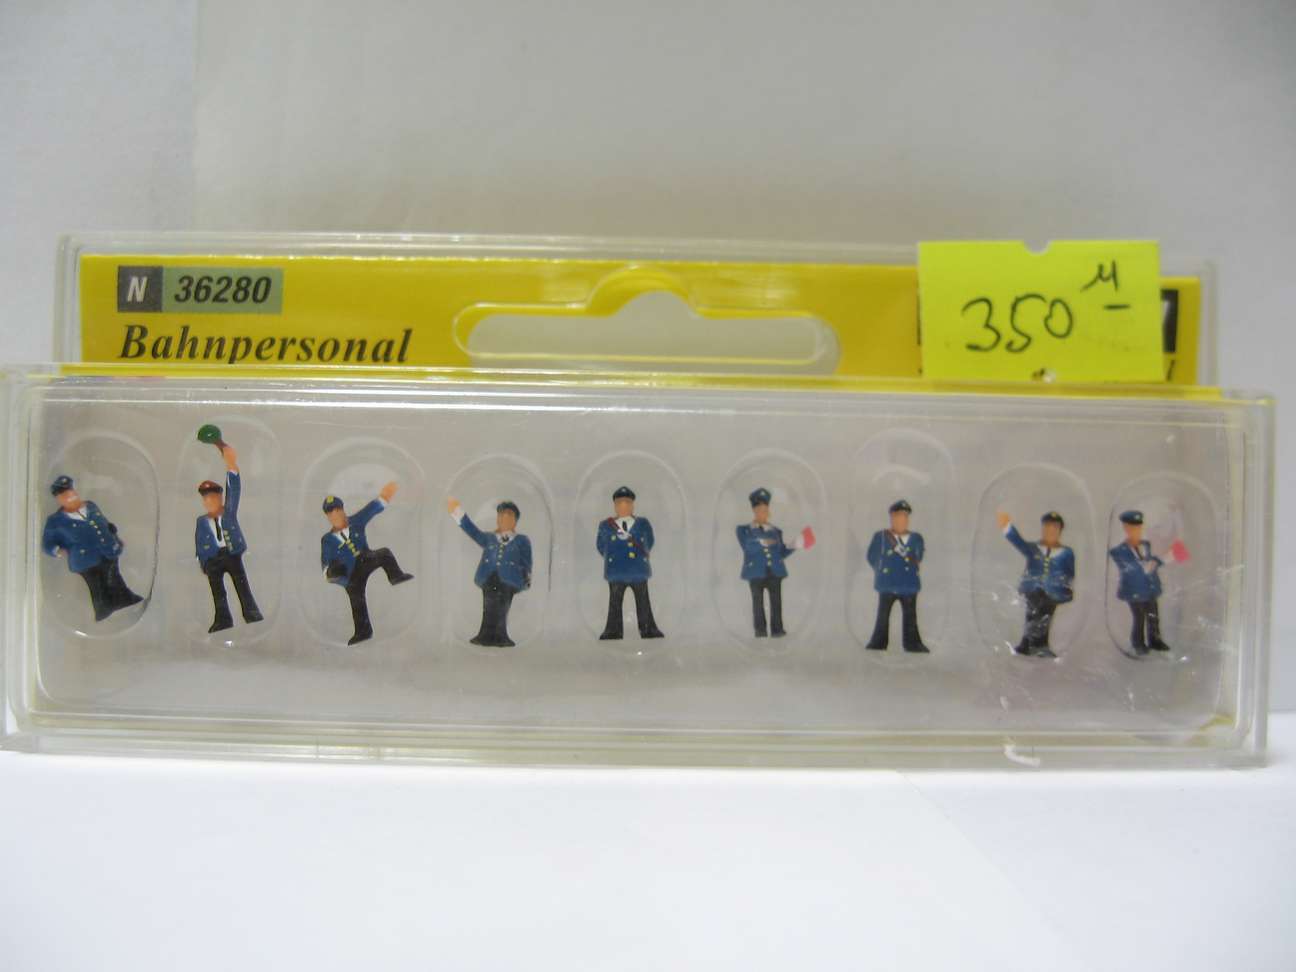 N 36280
Bahnpersonal
350 м